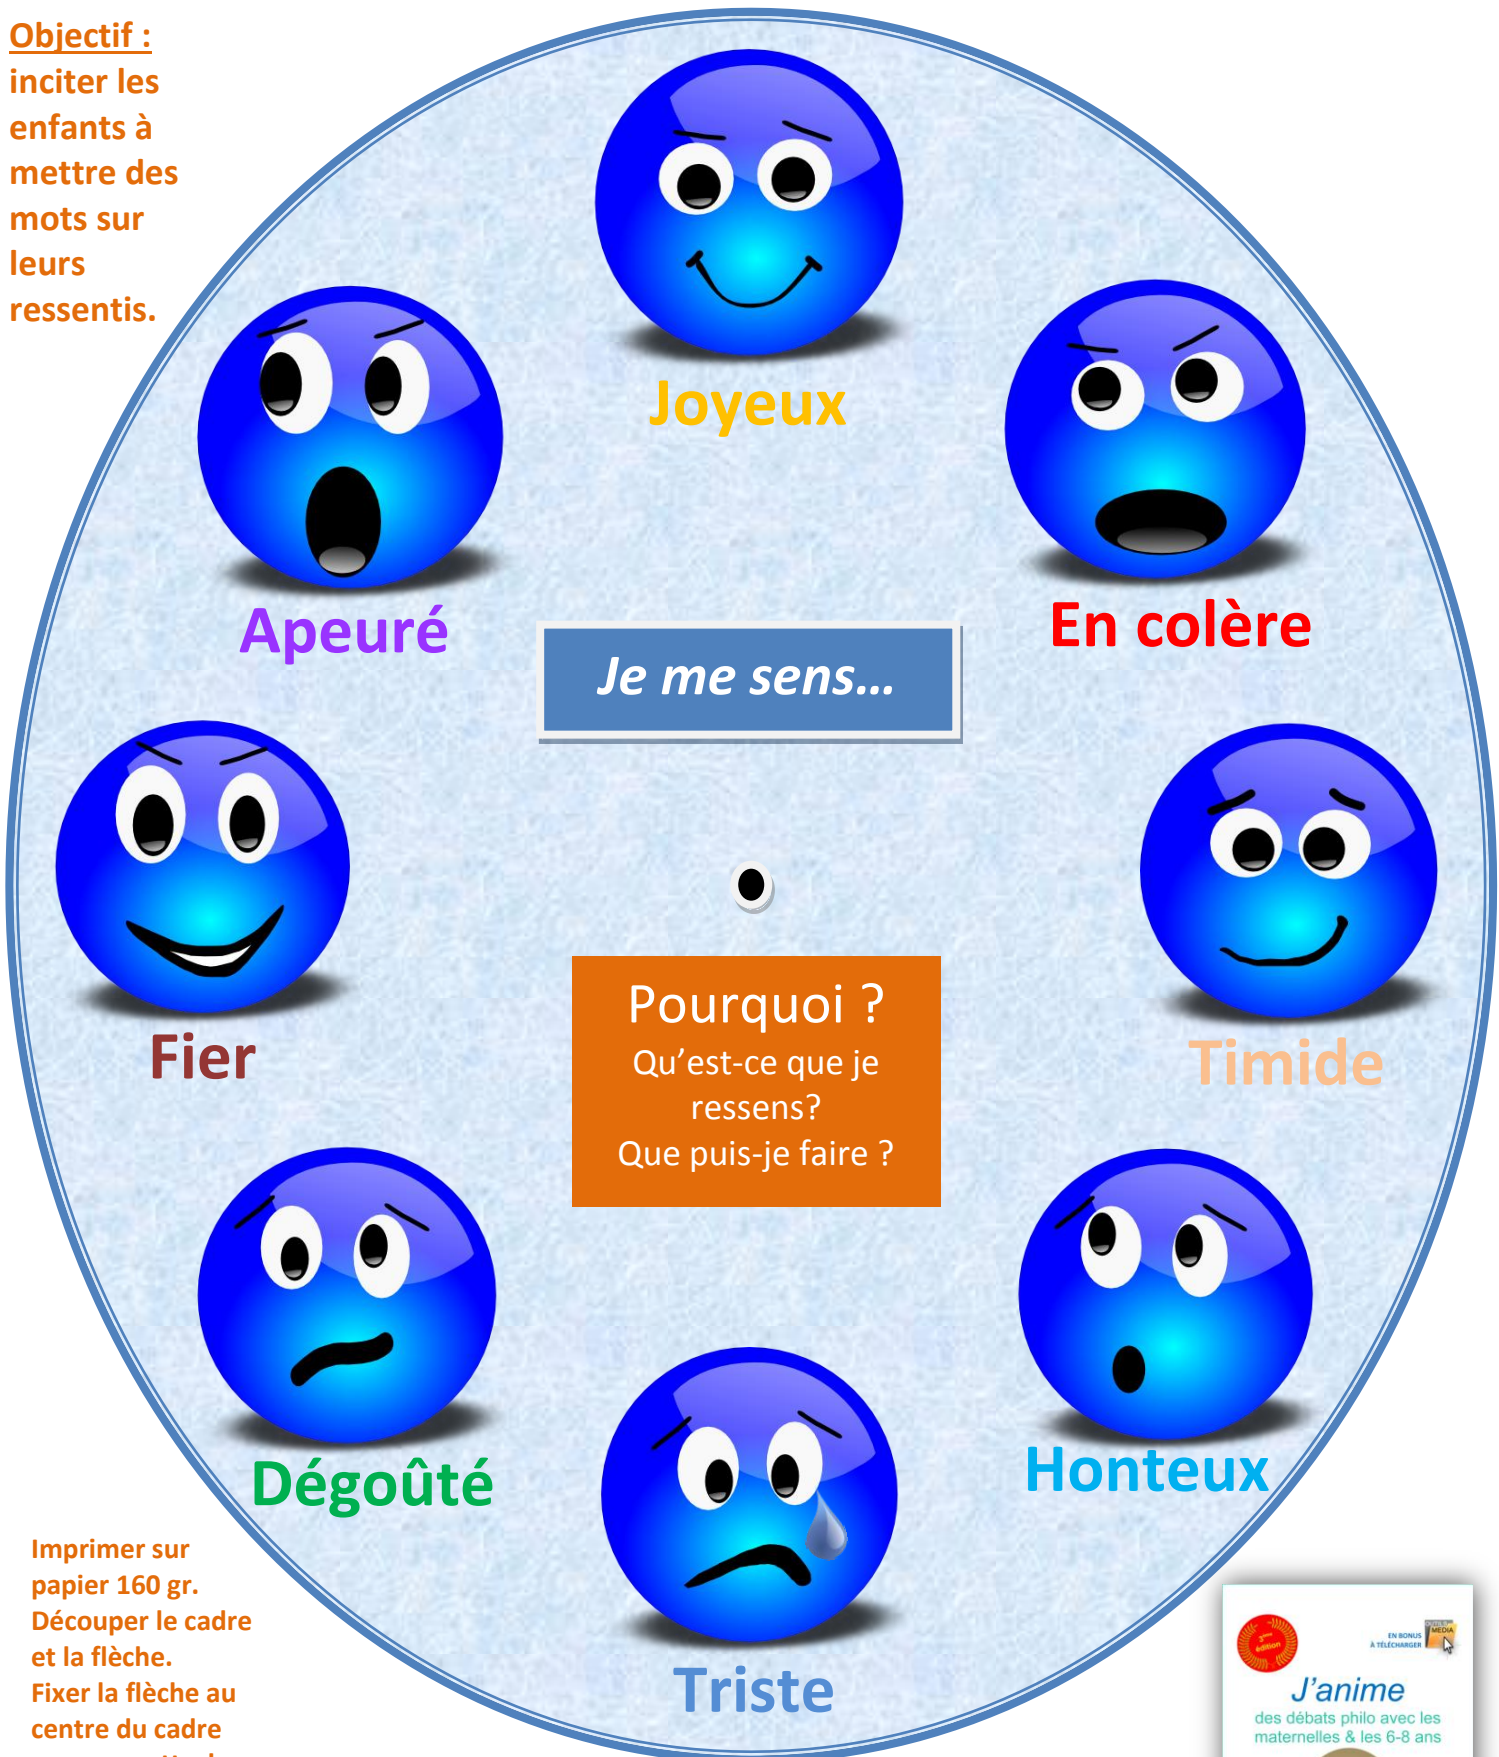 Objectif :
inciter les
enfants à
mettre des
mots sur
leurs
ressentis.
Joyeux
Apeuré
En colère
Je me sens...
Fier
Timide
Pourquoi ?
Qu'est-ce que je
ressens?
Que puis-je faire ?
Dégoûté
Honteux
Triste
Imprimer sur
papier 160 gr.
Découper le cadre
et la flèche.
Fixer la flèche au
centre du cadre
3ème
édition
EN BONUS
À TÉLÉCHARGER
MEDIA
J'anime
des débats philo avec les
maternelles & les 6-8 ans